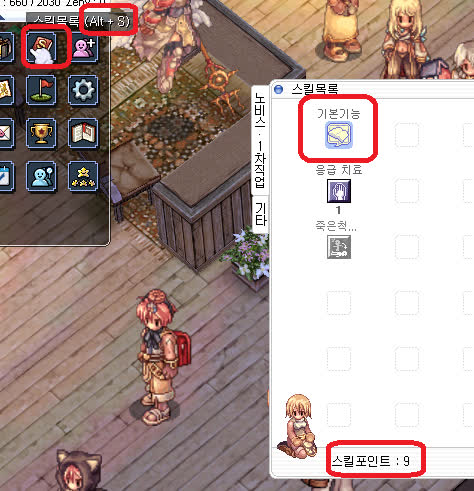 : 660 / 2030 Zeny : 0
스킬목록 (Alt + S)
스킬목록
노비스·1차직업
기타
기본기능
응급 치료
1
죽은척...
스킬포인트 : 9